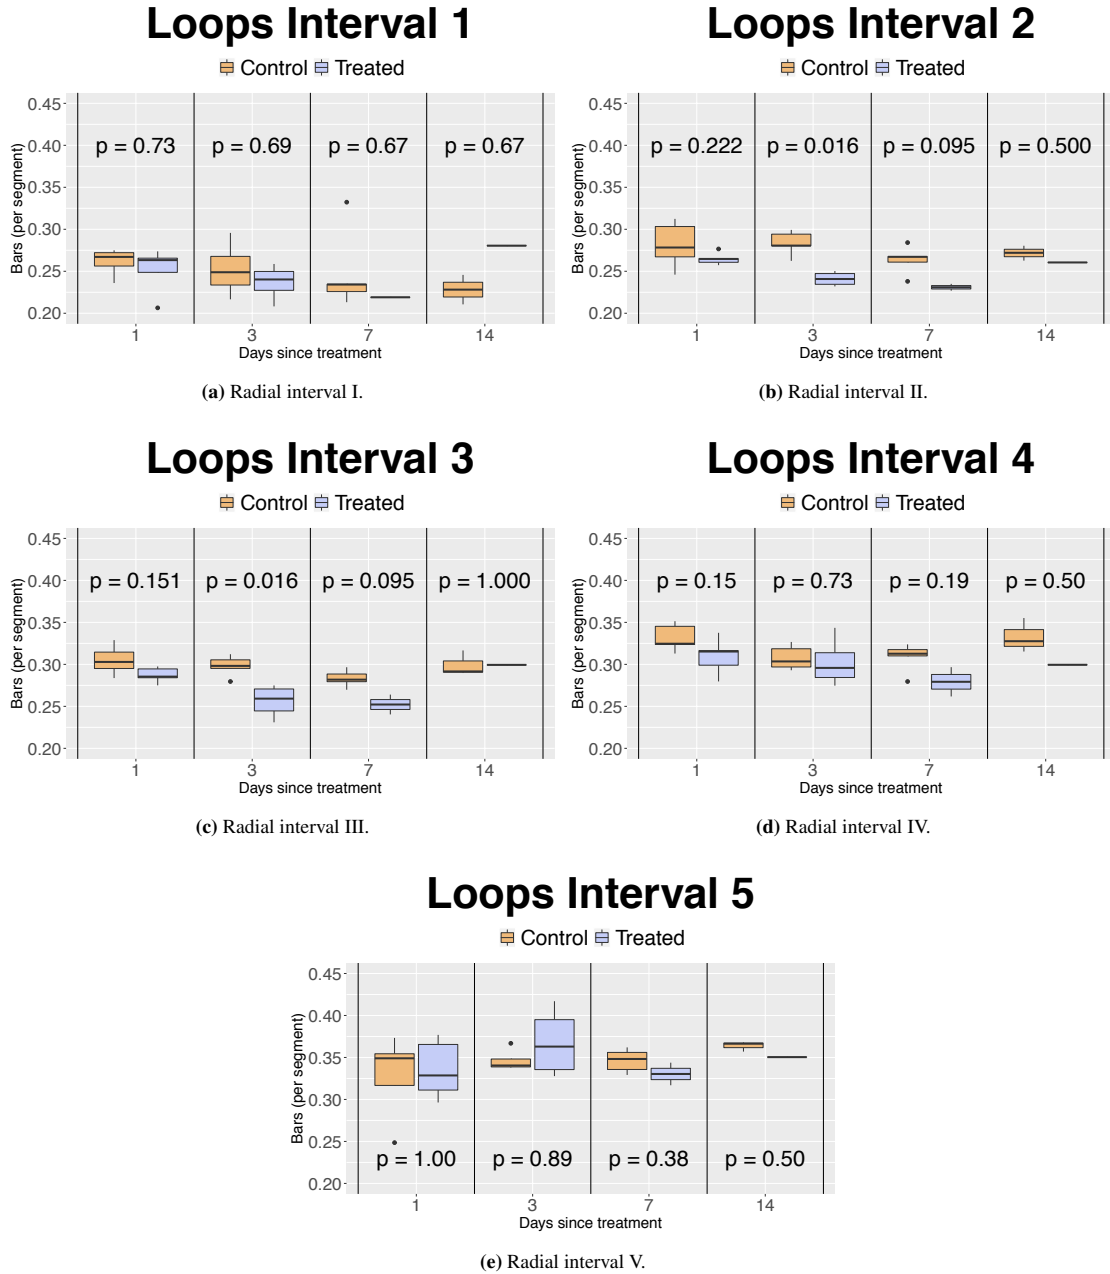 Loops Interval 1
Control Treated
Bars (per segment)
0.45
0.40
0.35
0.30
0.25
0.20
p = 0.73 p = 0.69 p = 0.67 p = 0.67
1 3 7 14
Days since treatment
(a) Radial interval I.
Loops Interval 2
Control Treated
Bars (per segment)
0.45
0.40
0.35
0.30
0.25
0.20
p = 0.222 p = 0.016 p = 0.095 p = 0.500
1 3 7 14
Days since treatment
(b) Radial interval II.
Loops Interval 3
Control Treated
Bars (per segment)
0.45
0.40
0.35
0.30
0.25
0.20
p = 0.151 p = 0.016 p = 0.095 p = 1.000
1 3 7 14
Days since treatment
(c) Radial interval III.
Loops Interval 4
Control Treated
Bars (per segment)
0.45
0.40
0.35
0.30
0.25
0.20
p = 0.15 p = 0.73 p = 0.19 p = 0.50
1 3 7 14
Days since treatment
(d) Radial interval IV.
Loops Interval 5
Control Treated
Bars (per segment)
0.45
0.40
0.35
0.30
0.25
0.20
p = 1.00 p = 0.89 p = 0.38 p = 0.50
1 3 7 14
Days since treatment
(e) Radial interval V.